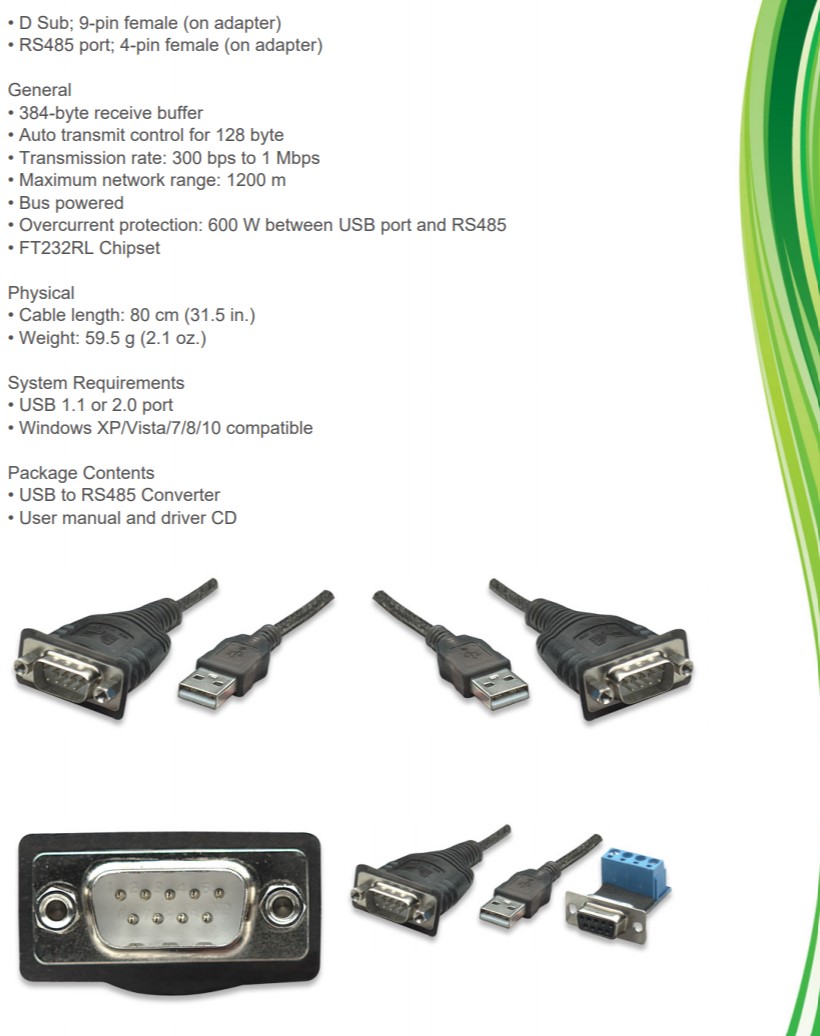 • D Sub; 9-pin female (on adapter)
• RS485 port; 4-pin female (on adapter)
General
• 384-byte receive buffer
• Auto transmit control for 128 byte
• Transmission rate: 300 bps to 1 Mbps
• Maximum network range: 1200 m
• Bus powered
• Overcurrent protection: 600 W between USB port and RS485
• FT232RL Chipset
Physical
• Cable length: 80 cm (31.5 in.)
• Weight: 59.5 g (2.1 oz.)
System Requirements
• USB 1.1 or 2.0 port
• Windows XP/Vista/7/8/10 compatible
Package Contents
• USB to RS485 Converter
• User manual and driver CD